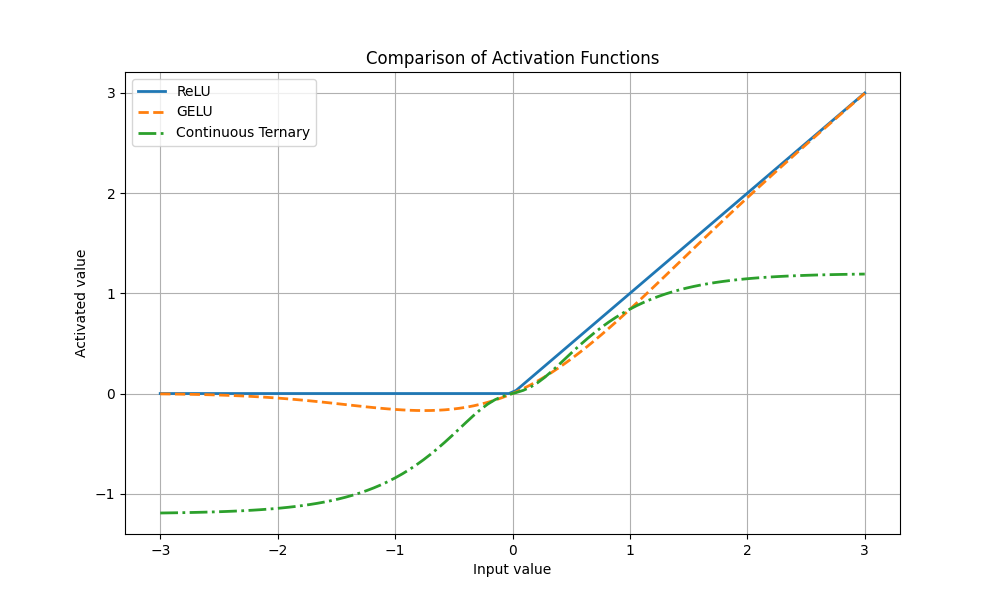 Comparison of Activation Functions
ReLU
GELU
Continuous Ternary
3
2
1
0
−1
Activated value
−3
−2
−1
0
1
2
3
Input value